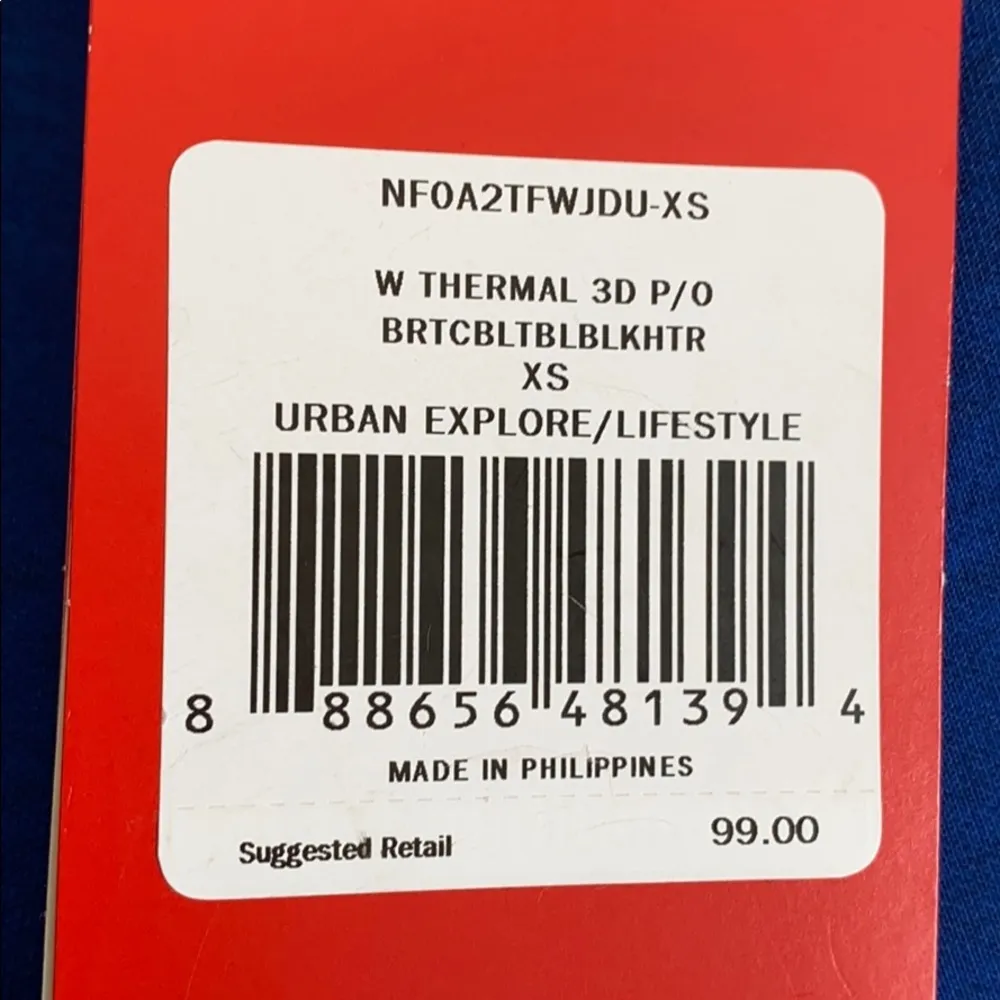 NF0A2TFWJDU-XS
W THERMAL 3D P/O
BRTCBLTBLBLKHTR
XS
URBAN EXPLORE/LIFESTYLE
8 88656 48139 4
MADE IN PHILIPPINES
Suggested Retail 99.00